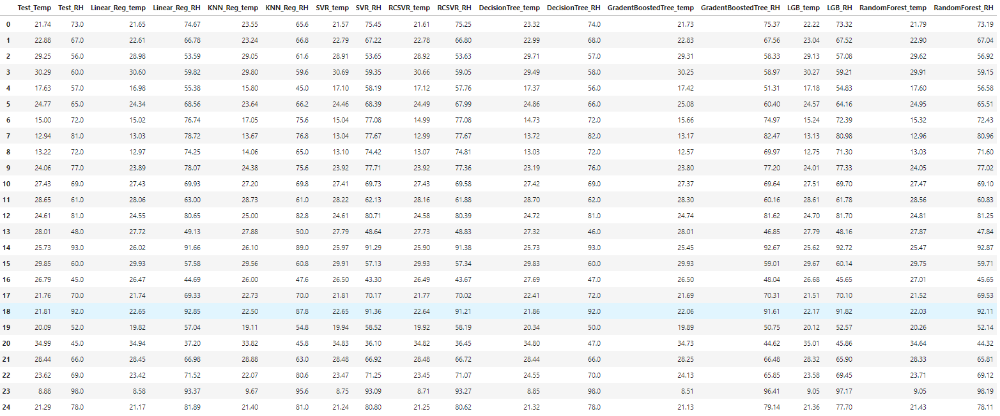 Test_Temp Test_RH Linear_Reg_temp Linear_Reg_RH KNN_Reg_temp KNN_Reg_RH SVR_temp SVR_RH RCSVR_temp RCSVR_RH DecisionTree_temp DecisionTree_RH GradentBoostedTree_temp GradentBoostedTree_RH LGB_temp LGB_RH RandomForest_temp RandomForest_RH
0 21.74 73.0 21.65 74.67 23.55 65.6 21.57 75.45 21.61 75.25 23.32 74.0 21.73 75.37 22.22 73.32 21.79 73.19
1 22.88 67.0 22.61 66.78 23.24 66.8 22.79 67.22 22.78 66.80 22.99 68.0 22.83 67.56 23.04 67.52 22.90 67.04
2 29.25 56.0 28.98 53.59 29.05 61.6 28.91 53.65 28.92 53.63 29.71 57.0 29.31 58.33 29.13 57.08 29.62 56.92
3 30.29 60.0 30.60 59.82 29.80 59.6 30.69 59.35 30.66 59.05 29.49 58.0 30.25 58.97 30.27 59.21 29.91 59.15
4 17.63 57.0 16.98 55.38 15.80 45.0 17.10 58.19 17.12 57.76 17.37 56.0 17.42 51.31 17.18 54.83 17.60 56.58
5 24.77 65.0 24.34 68.56 23.64 66.2 24.46 68.39 24.49 67.99 24.86 66.0 25.08 60.40 24.57 64.16 24.95 65.51
6 15.00 72.0 15.02 76.74 17.05 75.6 15.04 77.08 14.99 77.08 14.73 72.0 15.66 74.97 15.24 72.39 15.32 72.43
7 12.94 81.0 13.03 78.72 13.67 76.8 13.04 77.67 12.99 77.67 13.72 82.0 13.17 82.47 13.13 80.98 12.96 80.96
8 13.22 72.0 12.97 74.25 14.06 65.0 13.10 74.42 13.07 74.81 13.03 72.0 12.57 69.97 12.75 71.30 13.03 71.60
9 24.06 77.0 23.89 78.07 24.38 75.6 23.92 77.71 23.92 77.36 23.19 76.0 23.80 77.20 24.01 77.33 24.05 77.02
10 27.43 69.0 27.43 69.93 27.20 69.8 27.41 69.73 27.43 69.58 27.42 69.0 27.37 69.64 27.51 69.70 27.47 69.10
11 28.65 61.0 28.06 63.00 28.73 61.0 28.22 62.13 28.16 61.88 28.70 62.0 28.30 60.16 28.61 61.78 28.56 60.83
12 24.61 81.0 24.55 80.65 25.00 82.8 24.61 80.71 24.58 80.39 24.72 81.0 24.74 81.62 24.70 81.70 24.81 81.25
13 28.01 48.0 27.72 49.13 27.88 50.0 27.79 48.64 27.73 48.83 27.32 46.0 28.01 46.85 27.79 48.16 27.87 47.84
14 25.73 93.0 26.02 91.66 26.10 89.0 25.97 91.29 25.90 91.38 25.73 93.0 25.45 92.67 25.62 92.72 25.47 92.87
15 29.85 60.0 29.93 57.58 29.56 60.8 29.91 57.13 29.93 57.34 29.83 60.0 29.93 59.01 29.67 60.14 29.75 59.71
16 26.79 45.0 26.47 44.69 26.00 47.6 26.50 43.30 26.49 43.67 27.69 47.0 26.50 48.04 26.68 45.65 27.01 45.65
17 21.76 70.0 21.74 69.33 22.73 70.0 21.81 70.17 21.77 70.02 22.41 72.0 21.69 70.31 21.51 70.10 21.52 69.53
18 21.81 92.0 22.65 92.85 22.50 87.8 22.65 91.36 22.64 91.21 21.86 92.0 22.06 91.61 22.17 91.82 22.03 92.11
19 20.09 52.0 19.82 57.04 19.11 54.8 19.94 58.52 19.92 58.19 20.34 50.0 19.89 50.75 20.12 52.57 20.26 52.14
20 34.99 45.0 34.94 37.20 33.82 45.8 34.83 36.10 34.82 36.45 34.80 47.0 34.73 44.62 35.01 45.86 34.64 44.32
21 28.44 66.0 28.45 66.98 28.88 63.0 28.48 66.92 28.48 66.72 28.44 66.0 28.25 66.48 28.32 65.90 28.33 65.81
22 23.62 69.0 23.42 71.52 22.07 80.6 23.47 71.25 23.45 71.07 24.55 70.0 24.13 65.85 23.58 69.45 23.71 69.12
23 8.88 98.0 8.58 93.37 9.67 95.6 8.75 93.09 8.71 93.27 8.85 98.0 8.51 96.41 9.05 97.17 9.05 98.19
24 21.29 78.0 21.17 81.89 21.40 81.0 21.24 80.80 21.25 80.62 21.32 78.0 21.13 79.14 21.36 77.70 21.43 78.11